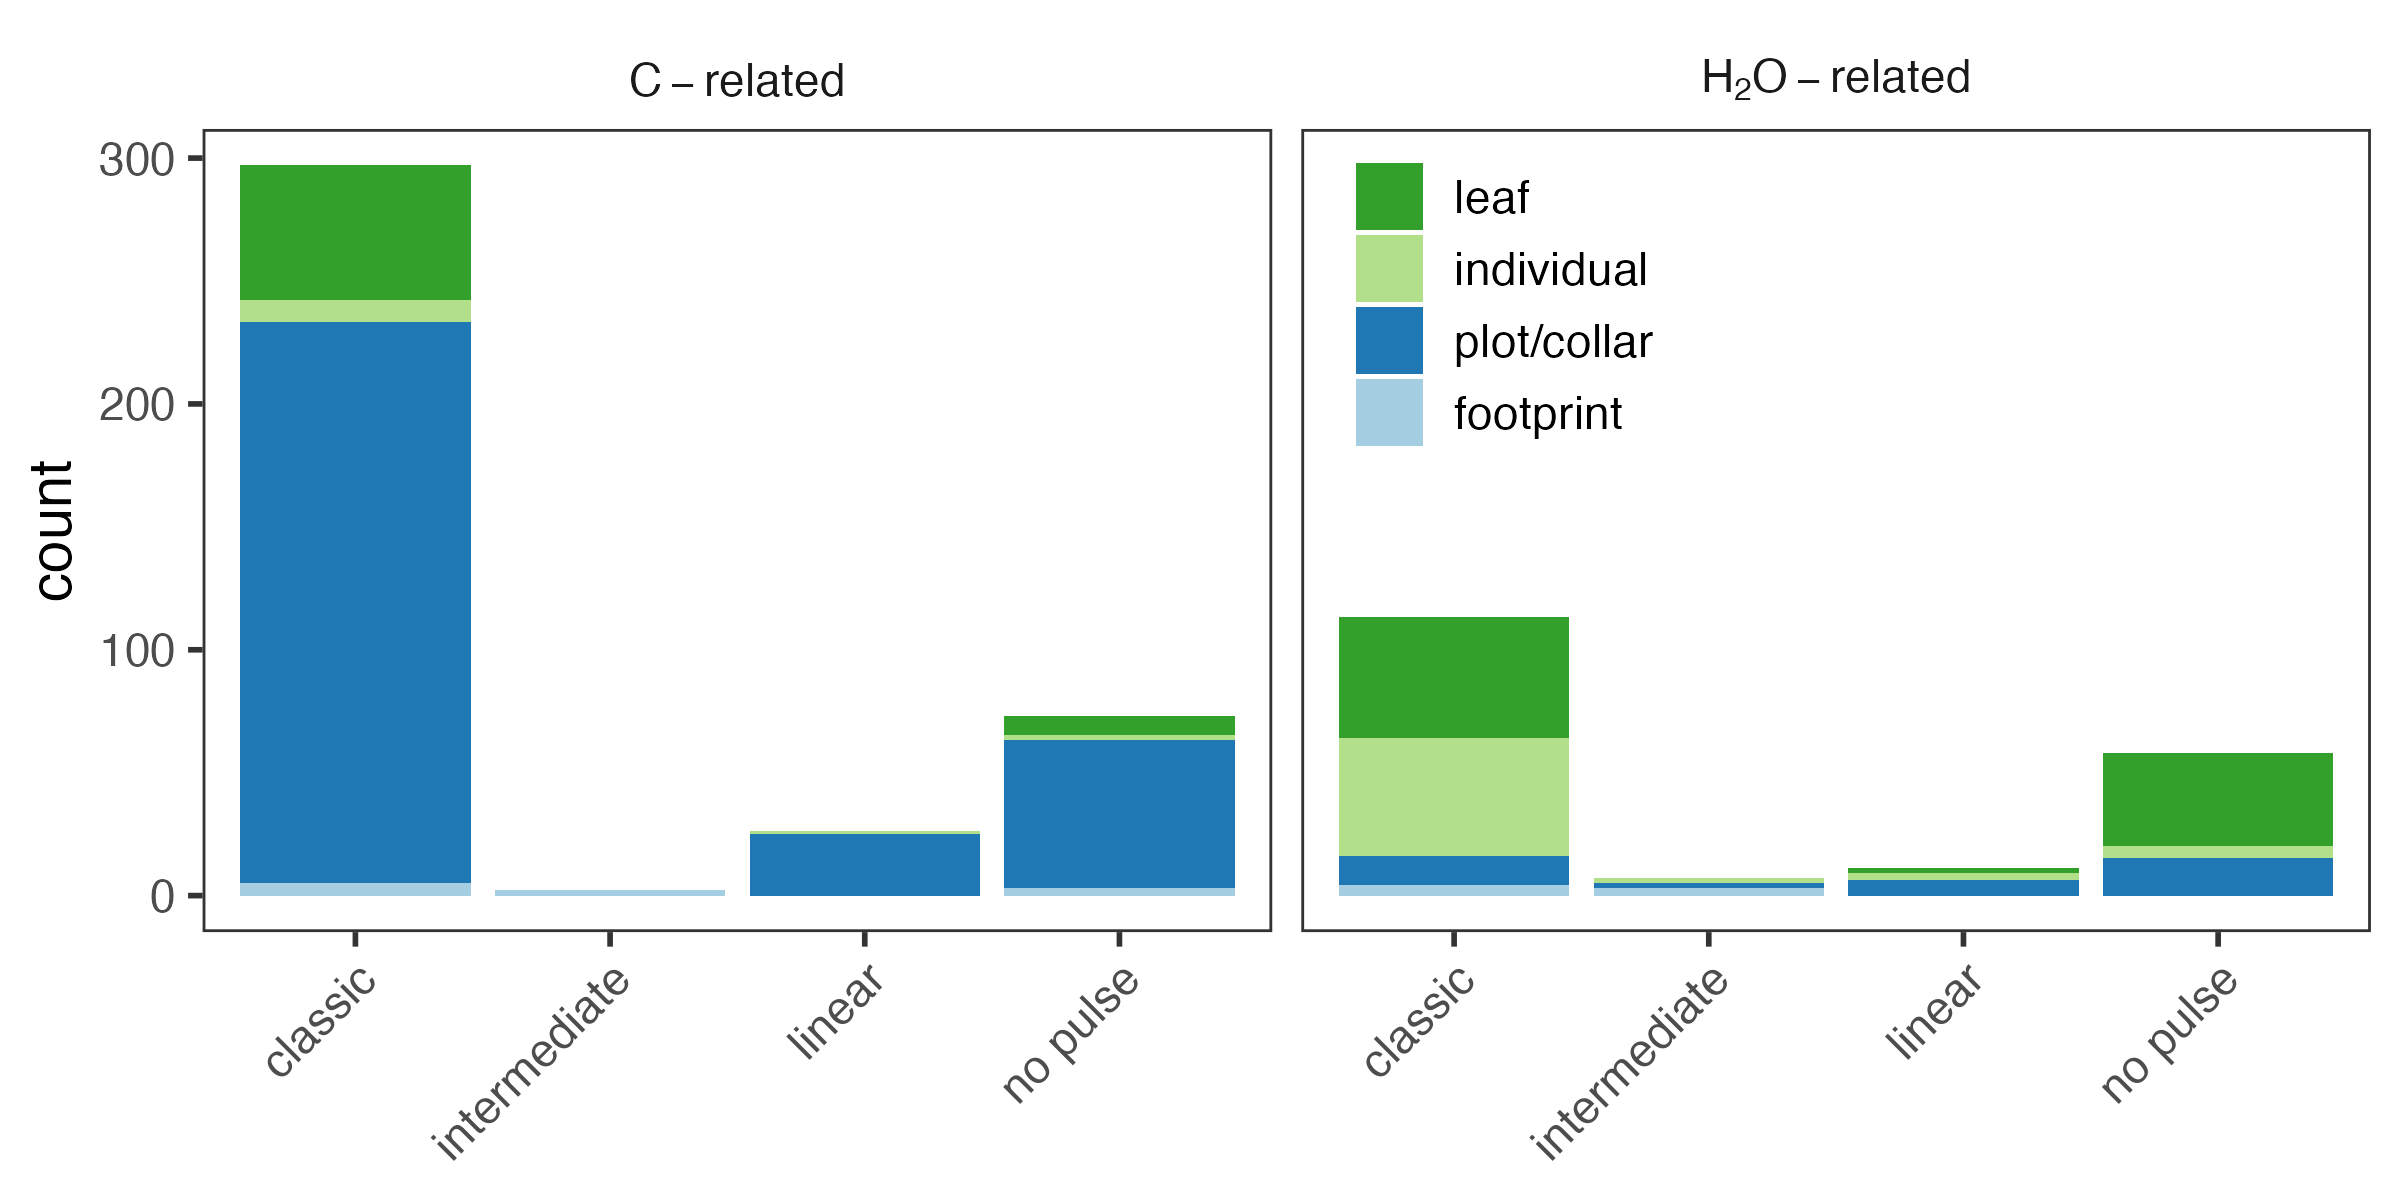 C – related
H₂O – related
300
200
100
0
count
leaf
individual
plot/collar
footprint
classic
intermediate
linear
no pulse
classic
intermediate
linear
no pulse